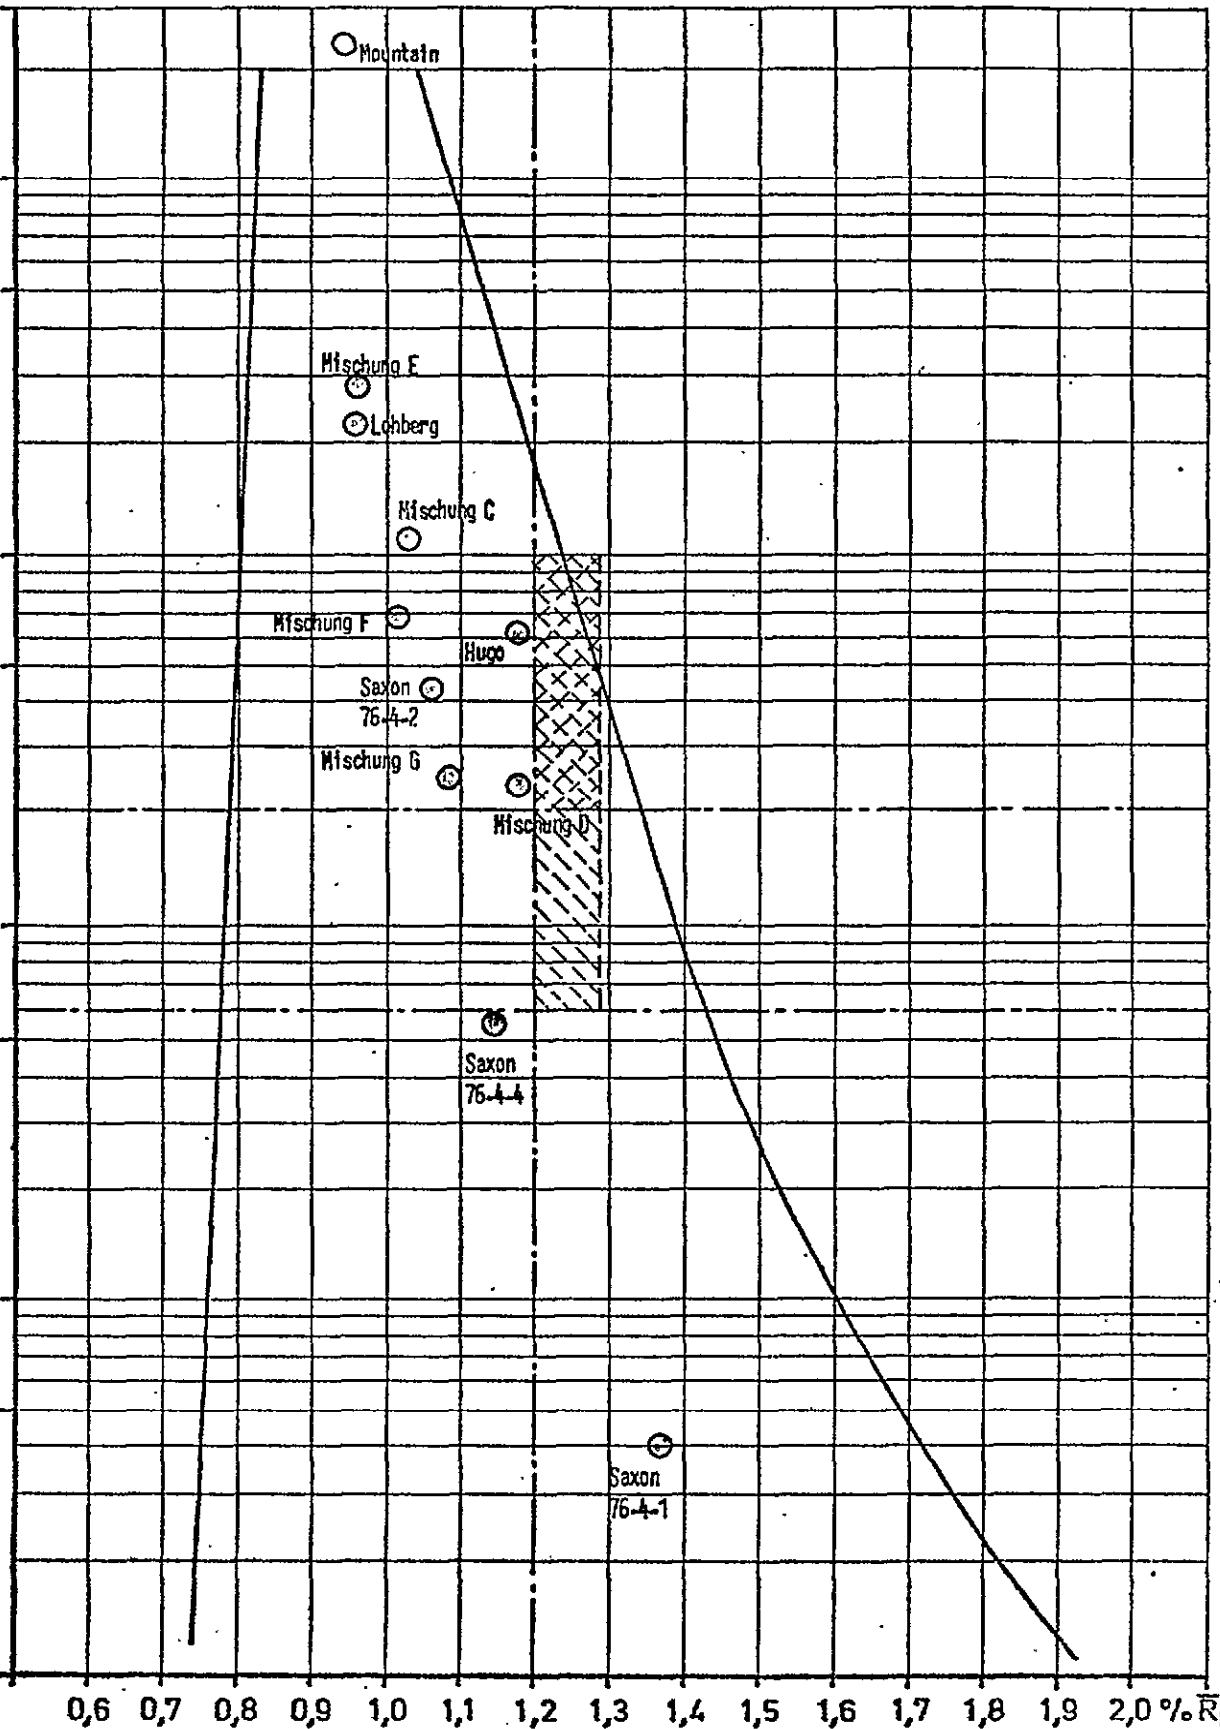 Mountain
Mischung E
Lohberg
Mischung C
Mischung F
Hugo
Saxon
76-4-2
Mischung G
Mischung D
Saxon
76-4-4
Saxon
76-4-1
0,6 0,7 0,8 0,9 1,0 1,1 1,2 1,3 1,4 1,5 1,6 1,7 1,8 1,9 2,0 % R̅